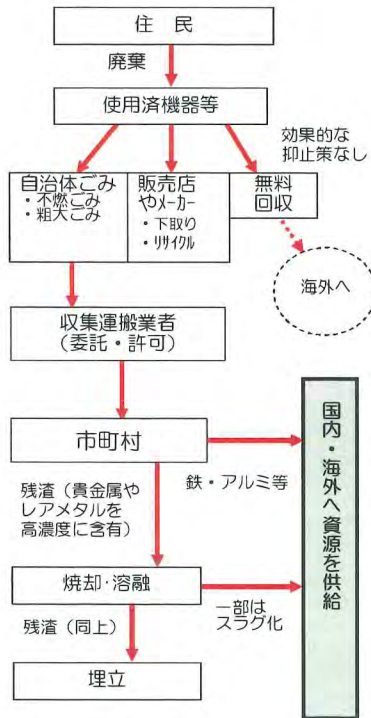 住 民
廃棄
使用済機器等
効果的な
抑止策なし
自治体ごみ
・不燃ごみ
・粗大ごみ
販売店
やメーカー
・下取り
・リサイクル
無料
回収
海外へ
収集運搬業者
(委託・許可)
市町村
鉄・アルミ等
残渣(貴金属や
レアメタルを
高濃度に含有)
国内・海外へ資源を供給
焼却・溶融
一部は
スラグ化
残渣(同上)
埋立